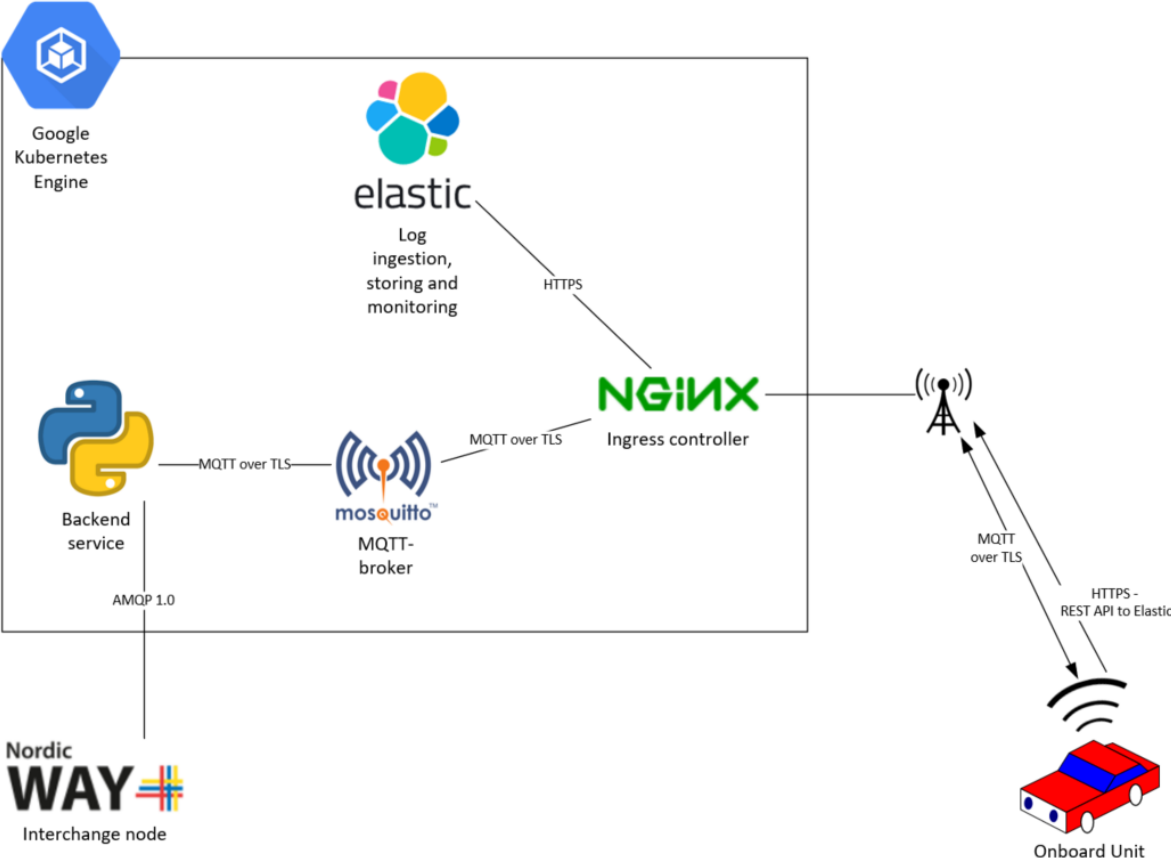 Google
Kubernetes
Engine
elastic
Log
ingestion,
storing and
monitoring
HTTPS
NGINX
Ingress controller
MQTT over TLS
MQTT over TLS
mosquitto™
MQTT-
broker
Backend
service
AMQP 1.0
MQTT
over TLS
HTTPS -
REST API to Elastic
Nordic
WAY
Interchange node
Onboard Unit